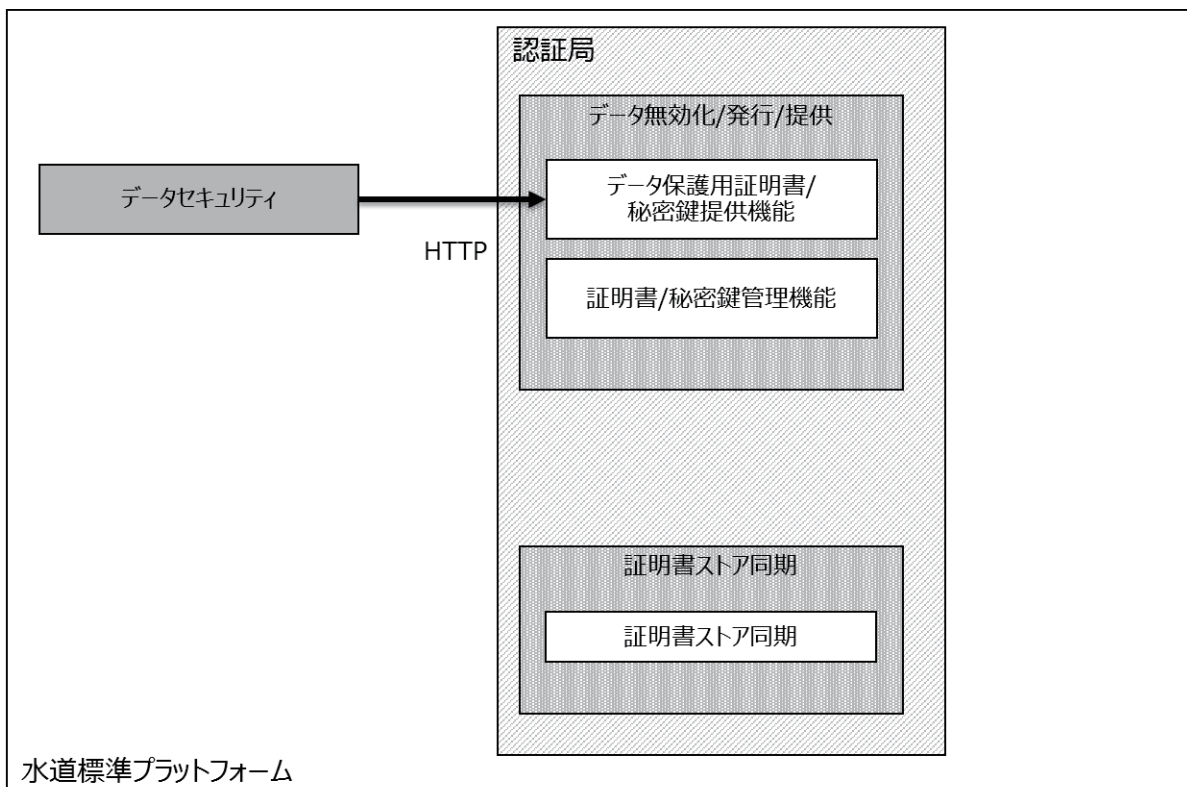 認証局
データ無効化/発行/提供
データセキュリティ
データ保護用証明書/
秘密鍵提供機能
HTTP
証明書/秘密鍵管理機能
証明書ストア同期
証明書ストア同期
水道標準プラットフォーム